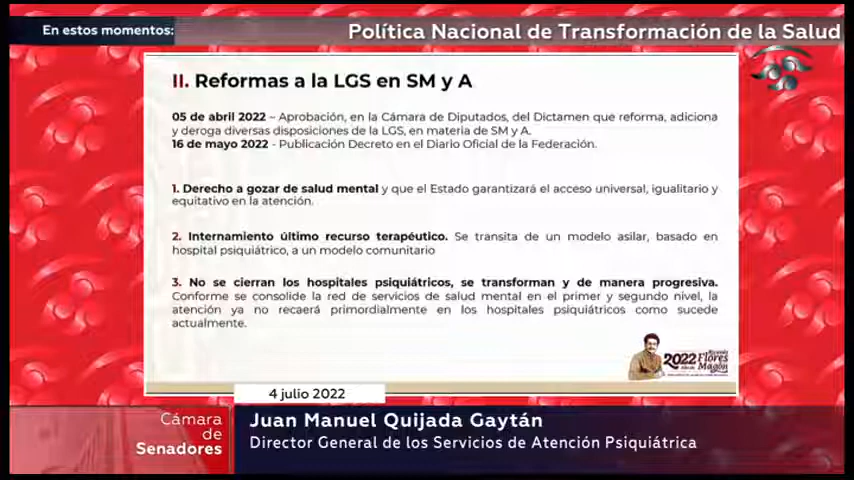 En estos momentos:
Política Nacional de Transformación de la Salud
II. Reformas a la LGS en SM y A
05 de abril 2022 – Aprobación, en la Cámara de Diputados, del Dictamen que reforma, adiciona
y deroga diversas disposiciones de la LGS, en materia de SM y A.
16 de mayo 2022 - Publicación Decreto en el Diario Oficial de la Federación.
1. Derecho a gozar de salud mental y que el Estado garantizará el acceso universal, igualitario y
equitativo en la atención.
2. Internamiento último recurso terapéutico. Se transita de un modelo asilar, basado en
hospital psiquiátrico, a un modelo comunitario
3. No se cierran los hospitales psiquiátricos, se transforman y de manera progresiva.
Conforme se consolide la red de servicios de salud mental en el primer y segundo nivel, la
atención ya no recaerá primordialmente en los hospitales psiquiátricos como sucede
actualmente.
2022 Ricardo
Flores
Magón
4 julio 2022
Cámara
de
Senadores
Juan Manuel Quijada Gaytán
Director General de los Servicios de Atención Psiquiátrica